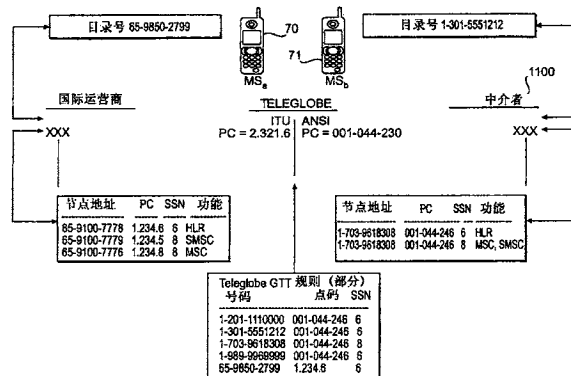 目录号 65-9850-2799
70
71
目录号 1-301-5551212
MSa
MSb
1100
国际运营商
TELEGLOBE
中介者
XXX
ITU
ANSI
XXX
PC = 2.321.6
PC = 001-044-230
节点地址 PC SSN 功能
65-9100-7778 1.234.6 6 HLR
65-9100-7779 1.234.5 8 SMSC
65-9100-7776 1.234.8 8 MSC
节点地址 PC SSN 功能
1-703-9618308 001-044-246 6 HLR
1-703-9618308 001-044-246 8 MSC, SMSC
Teleglobe GTT 规则 (部分)
号码 点码 SSN
1-201-1110000 001-044-246 6
1-301-5551212 001-044-246 6
1-703-9618308 001-044-246 8
1-989-9969999 001-044-246 6
65-9850-2799 1.234.6 6